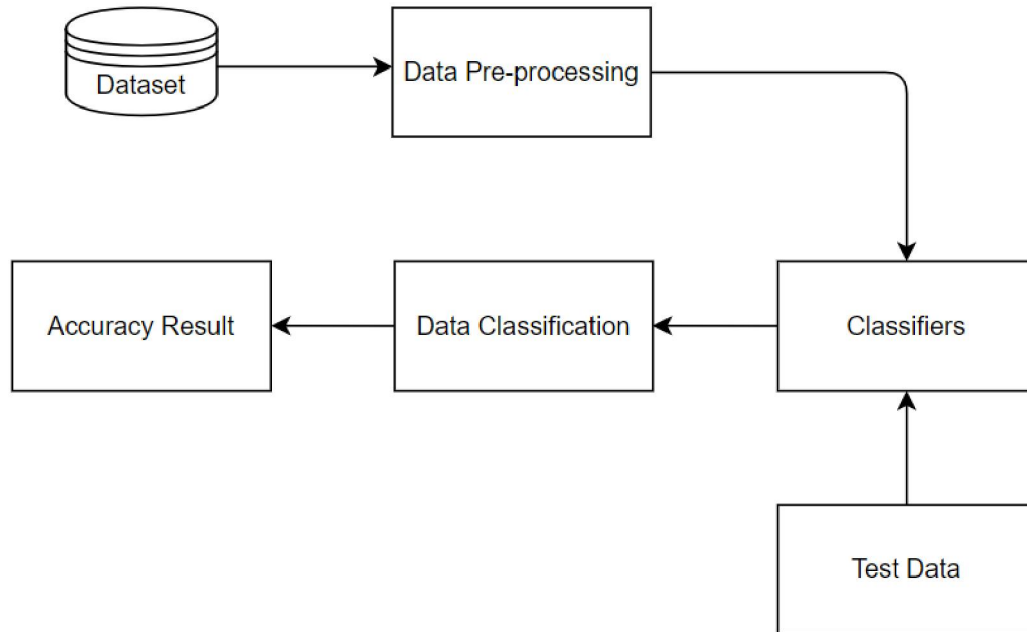 Dataset
Data Pre-processing
Accuracy Result
Data Classification
Classifiers
Test Data